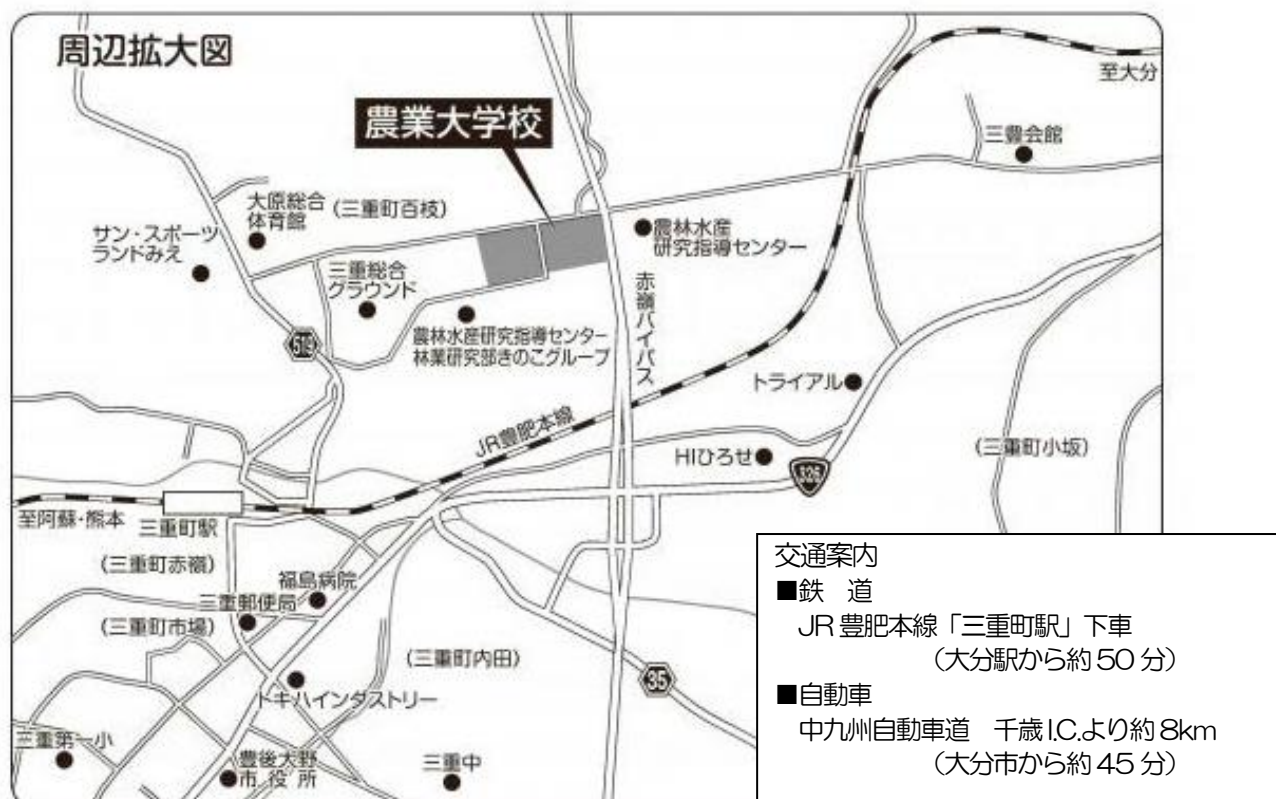 周辺拡大図
至大分
農業大学校
三豊会館
大原総合
体育館
(三重町百枝)
サン・スポーツ
ランドみえ
農林水産
研究指導センター
三重総合
グラウンド
赤嶺バイパス
農林水産研究指導センター
林業研究部きのこグループ
519
トライアル
JR豊肥本線
HIひろせ
326
(三重町小坂)
至阿蘇・熊本
三重町駅
(三重町赤嶺)
福島病院
三重郵便局
(三重町市場)
(三重町内田)
35
トキハインダストリー
三重第一小
豊後大野
市役所
三重中
交通案内
■鉄 道
JR豊肥本線「三重町駅」下車
(大分駅から約50分)
■自動車
中九州自動車道 千歳I.C.より約8km
(大分市から約45分)